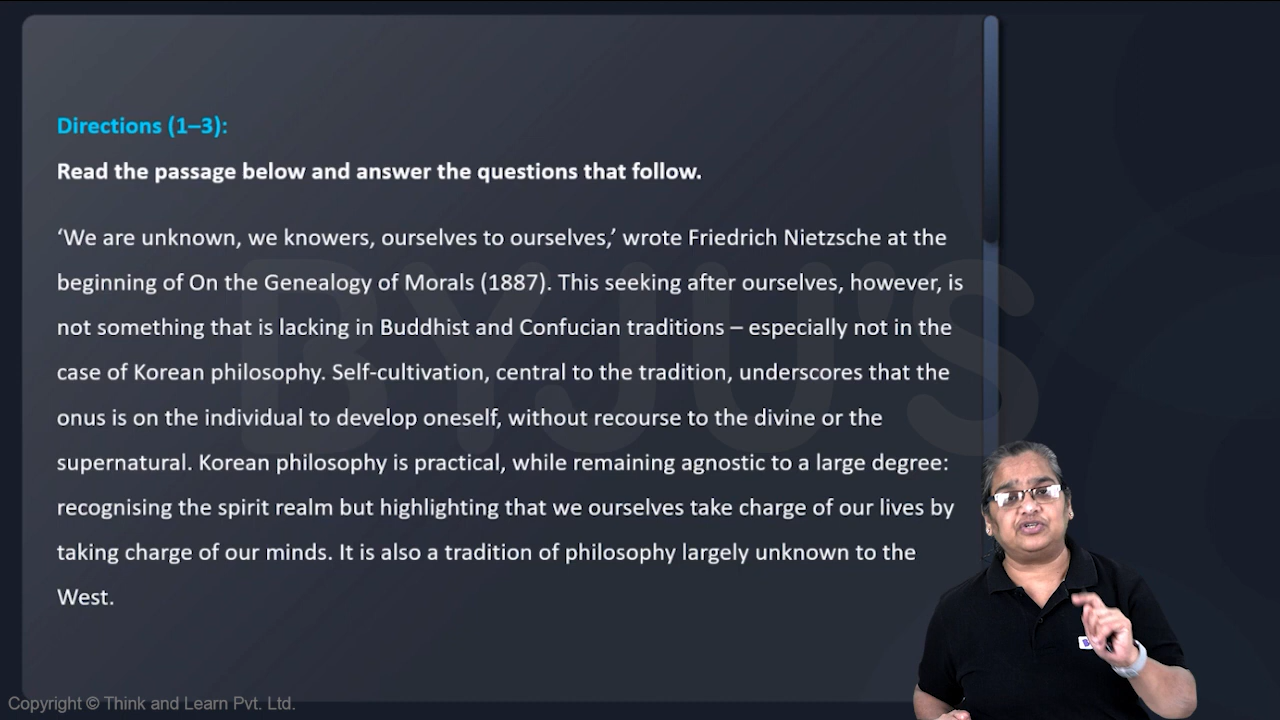 Directions (1–3):
Read the passage below and answer the questions that follow.
‘We are unknown, we knowers, ourselves to ourselves,’ wrote Friedrich Nietzsche at the
beginning of On the Genealogy of Morals (1887). This seeking after ourselves, however, is
not something that is lacking in Buddhist and Confucian traditions – especially not in the
case of Korean philosophy. Self-cultivation, central to the tradition, underscores that the
onus is on the individual to develop oneself, without recourse to the divine or the
supernatural. Korean philosophy is practical, while remaining agnostic to a large degree:
recognising the spirit realm but highlighting that we ourselves take charge of our lives by
taking charge of our minds. It is also a tradition of philosophy largely unknown to the
West.
BYJU'S
Copyright © Think and Learn Pvt. Ltd.